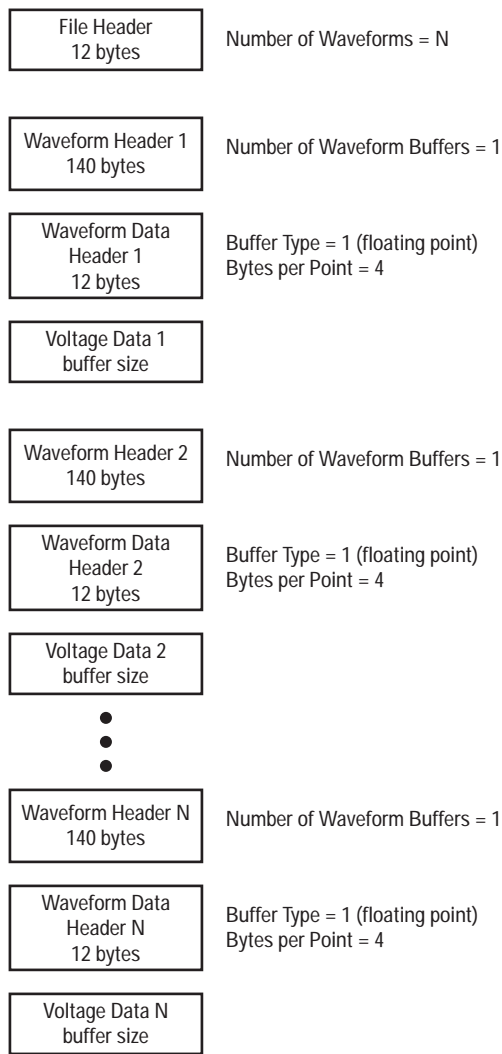 File Header
12 bytes
Number of Waveforms = N
Waveform Header 1
140 bytes
Number of Waveform Buffers = 1
Waveform Data
Header 1
12 bytes
Buffer Type = 1 (floating point)
Bytes per Point = 4
Voltage Data 1
buffer size
Waveform Header 2
140 bytes
Number of Waveform Buffers = 1
Waveform Data
Header 2
12 bytes
Buffer Type = 1 (floating point)
Bytes per Point = 4
Voltage Data 2
buffer size
Waveform Header N
140 bytes
Number of Waveform Buffers = 1
Waveform Data
Header N
12 bytes
Buffer Type = 1 (floating point)
Bytes per Point = 4
Voltage Data N
buffer size